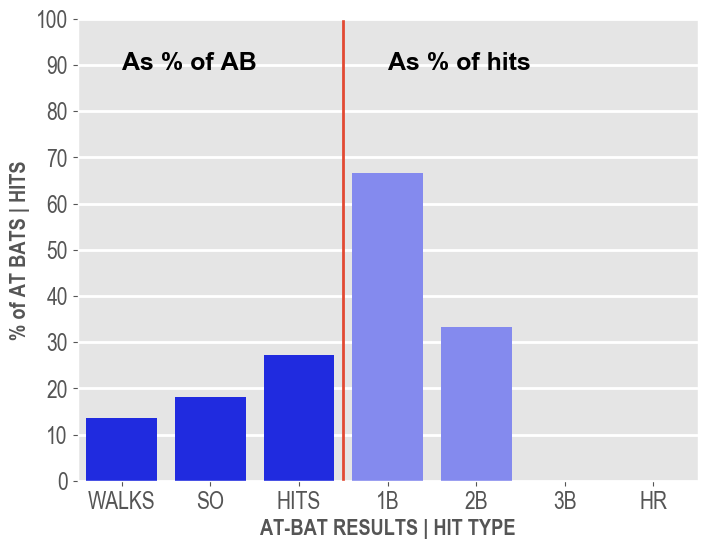 As % of AB
As % of hits
100
90
80
70
60
50
40
30
20
10
0
% of AT BATS | HITS
WALKS SO HITS 1B 2B 3B HR
AT-BAT RESULTS | HIT TYPE